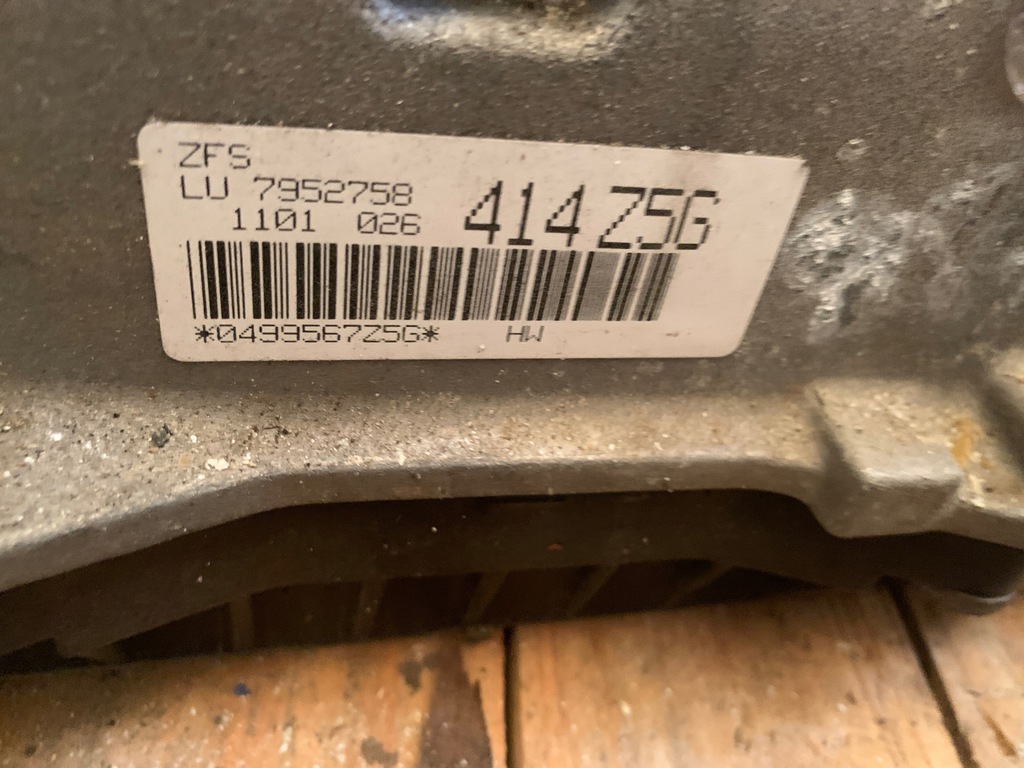 ZFS
LU 7952758
1101 026
414 Z5G
*0499567Z5G* HW